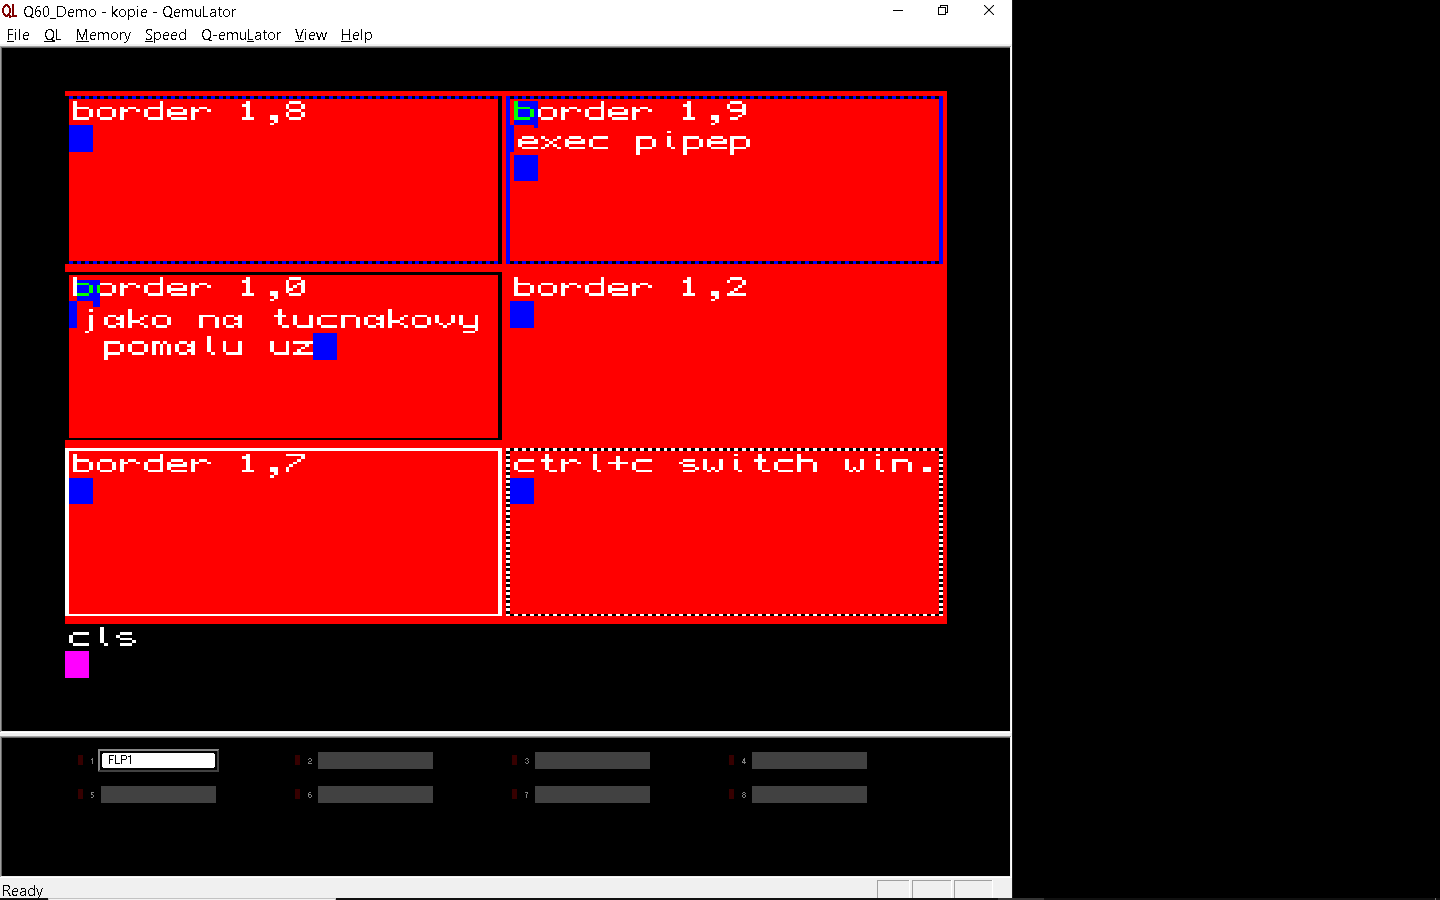 QL Q60_Demo - kopie - QemuLator
File QL Memory Speed Q-emuLator View Help
border 1,8
border 1,9
exec pipep
border 1,0
jako na tucnakovy
pomalu uz
border 1,2
border 1,7
ctrl+c switch win.
cls
1 FLP1 2 3 4
5 6 7 8
Ready